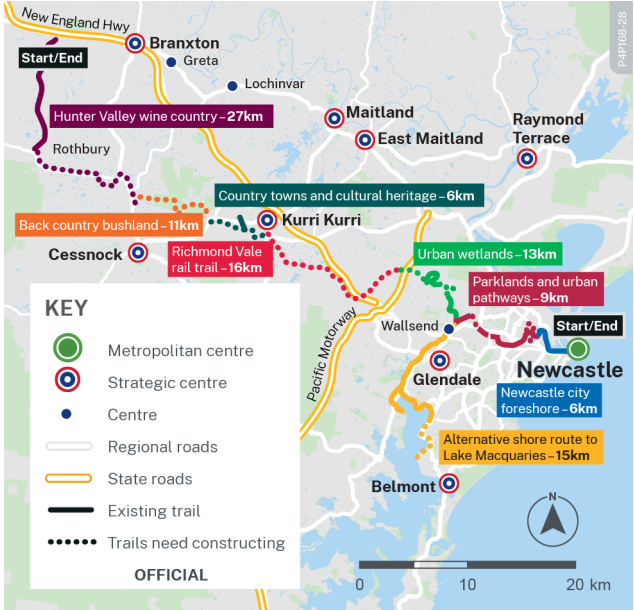 New England Hwy
P4P168-28
Branxton
Start/End
Greta
Lochinvar
Maitland
Hunter Valley wine country – 27km
East Maitland
Raymond
Terrace
Rothbury
Country towns and cultural heritage – 6km
Back country bushland – 11km
Kurri Kurri
Cessnock
Richmond Vale
rail trail – 16km
Urban wetlands – 13km
Parklands and urban
pathways – 9km
Pacific Motorway
Wallsend
Start/End
Newcastle
Glendale
Newcastle city
foreshore – 6km
Alternative shore route to
Lake Macquaries – 15km
Belmont
KEY
Metropolitan centre
Strategic centre
Centre
Regional roads
State roads
Existing trail
Trails need constructing
OFFICIAL
N
0 10 20 km